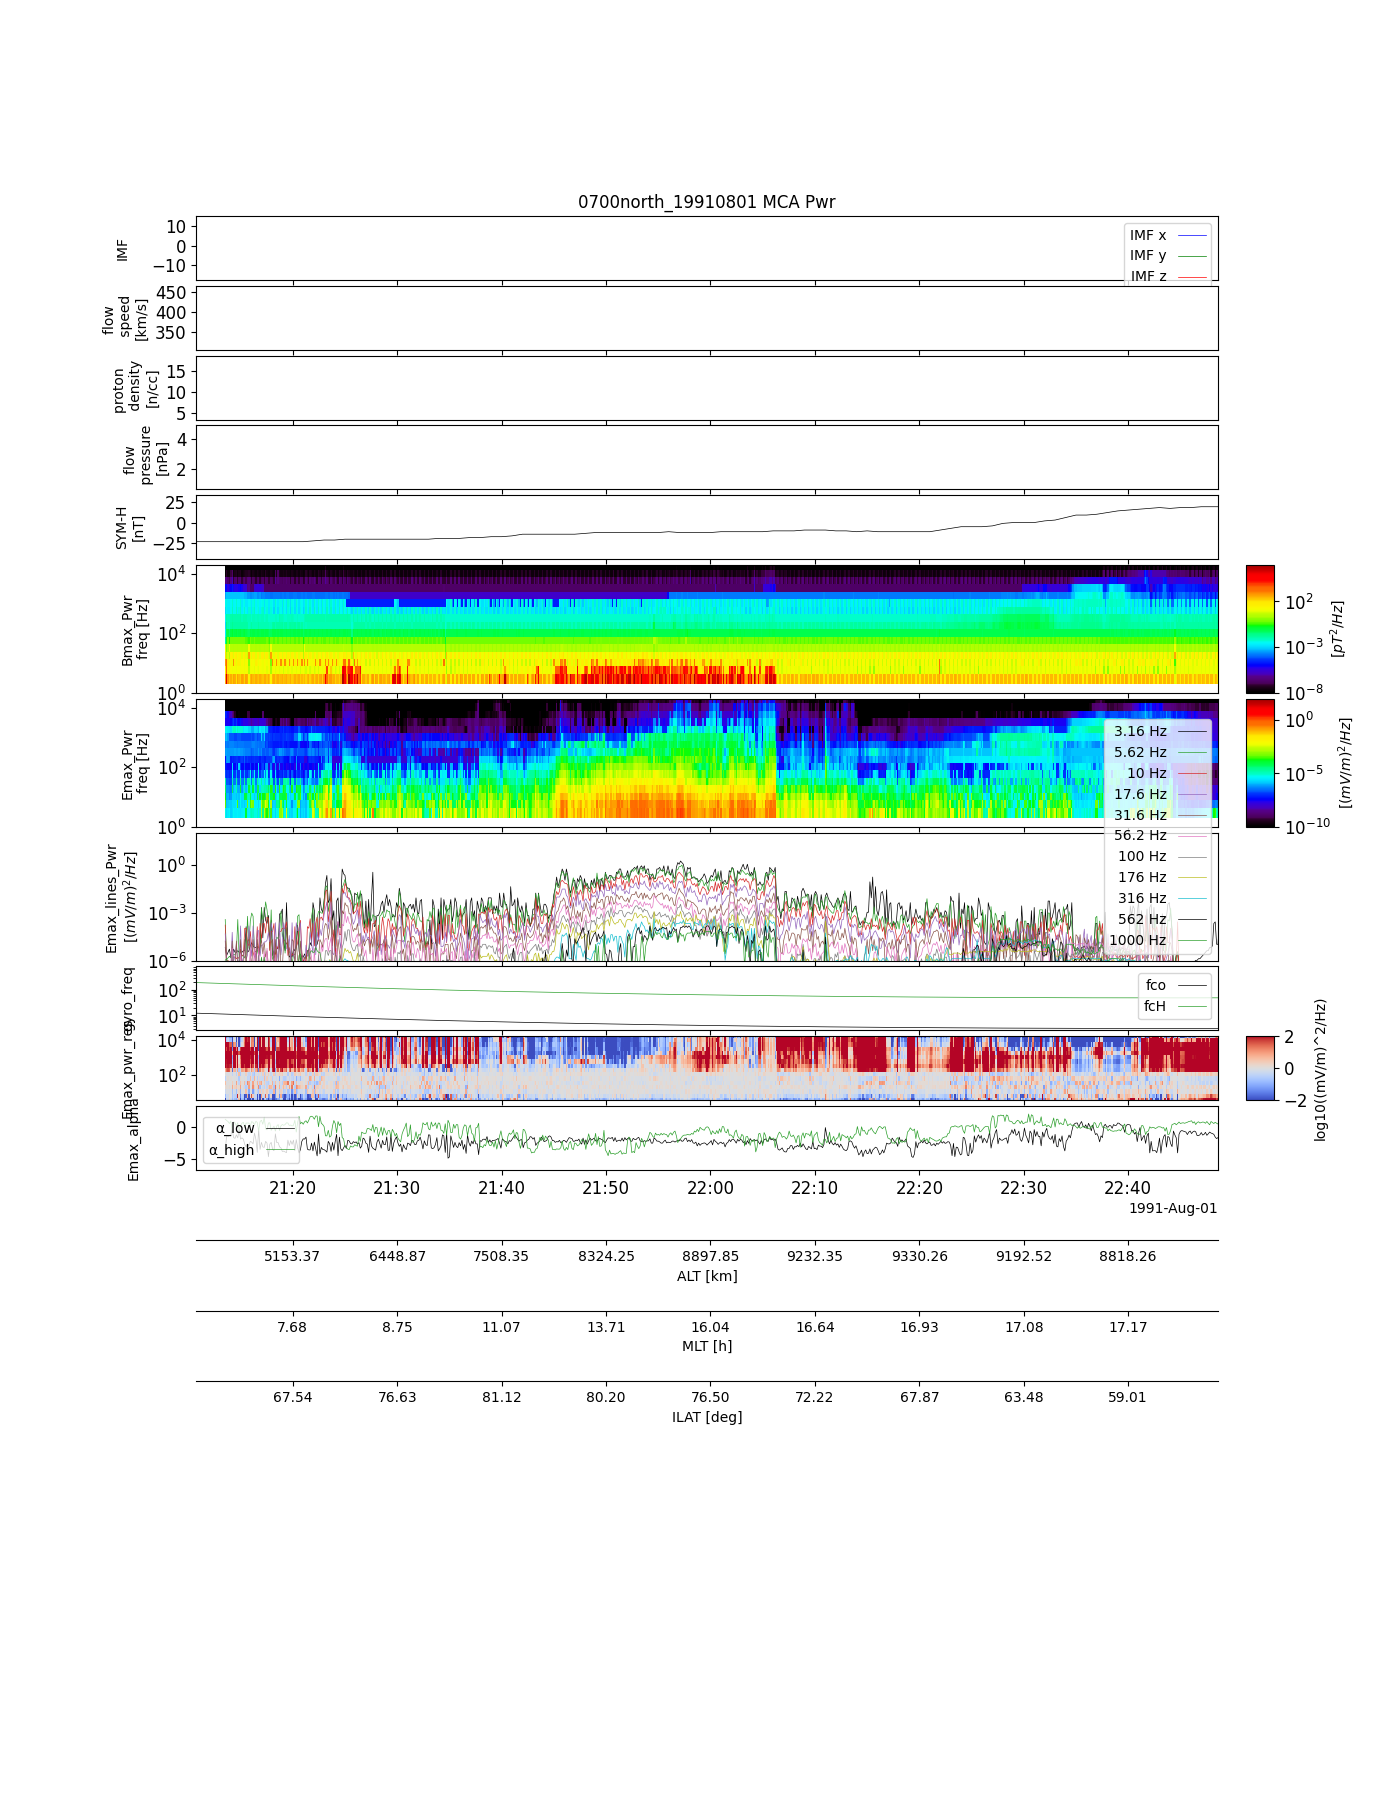 0700north_19910801 MCA Pwr
10
0
−10
IMF
IMF x
IMF y
IMF z
450
400
350
flow
speed
[km/s]
15
10
5
proton
density
[n/cc]
4
2
flow
pressure
[nPa]
25
0
−25
SYM-H
[nT]
10^4
10^2
10^0
Bmax_Pwr
freq [Hz]
10^2
10^−3
10^−8
[pT^2/Hz]
10^4
10^2
10^0
Emax_Pwr
freq [Hz]
10^0
10^−5
10^−10
[(mV/m)^2/Hz]
3.16 Hz
5.62 Hz
10 Hz
17.6 Hz
31.6 Hz
56.2 Hz
100 Hz
176 Hz
316 Hz
562 Hz
1000 Hz
10^0
10^−3
10^−6
Emax_lines_Pwr
[(mV/m)^2/Hz]
10^2
10^1
gyro_freq
fco
fcH
10^4
10^2
2
0
−2
log10((mV/m)^2/Hz)
0
−5
Emax_alpha
α_low
α_high
21:20 21:30 21:40 21:50 22:00 22:10 22:20 22:30 22:40
1991-Aug-01
5153.37 6448.87 7508.35 8324.25 8897.85 9232.35 9330.26 9192.52 8818.26
ALT [km]
7.68 8.75 11.07 13.71 16.04 16.64 16.93 17.08 17.17
MLT [h]
67.54 76.63 81.12 80.20 76.50 72.22 67.87 63.48 59.01
ILAT [deg]